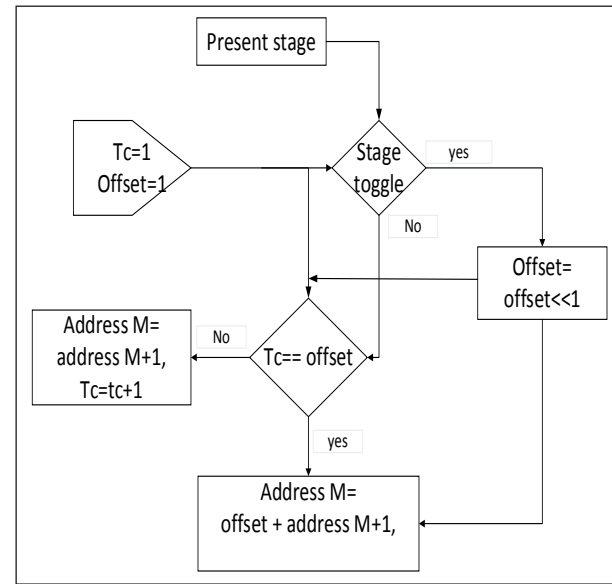 Present stage
Tc=1
Offset=1
Stage
toggle
yes
No
Offset=
offset<<1
Address M=
address M+1,
Tc=tc+1
No
Tc== offset
yes
Address M=
offset + address M+1,